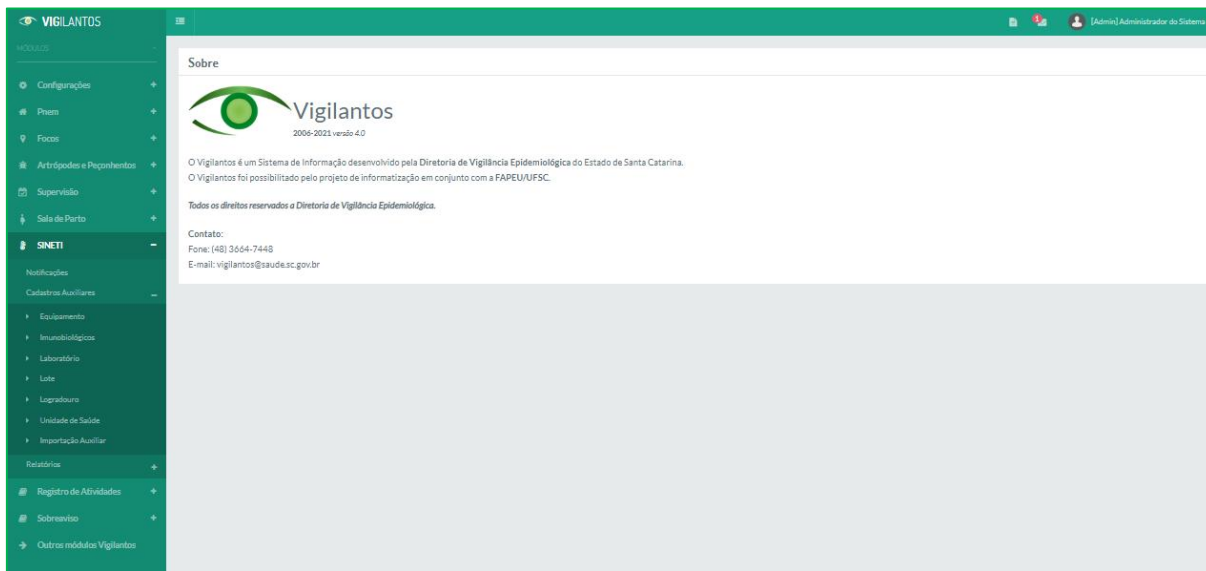 VIGILANTOS
1
[Admin] Administrador do Sistema
MÓDULOS
Configurações
Pnem
Focos
Artrópodes e Peçonhentos
Supervisão
Sala de Parto
SINETI
Notificações
Cadastros Auxiliares
Equipamento
Imunobiológicos
Laboratório
Lote
Logradouro
Unidade de Saúde
Importação Auxiliar
Relatórios
Registro de Atividades
Sobreaviso
Outros módulos Vigilantos
Sobre
Vigilantos
2006-2021 versão 4.0
O Vigilantos é um Sistema de Informação desenvolvido pela Diretoria de Vigilância Epidemiológica do Estado de Santa Catarina.
O Vigilantos foi possibilitado pelo projeto de informatização em conjunto com a FAPEU/UFSC.
Todos os direitos reservados a Diretoria de Vigilância Epidemiológica.
Contato:
Fone: (48) 3664-7448
E-mail: vigilantos@saude.sc.gov.br